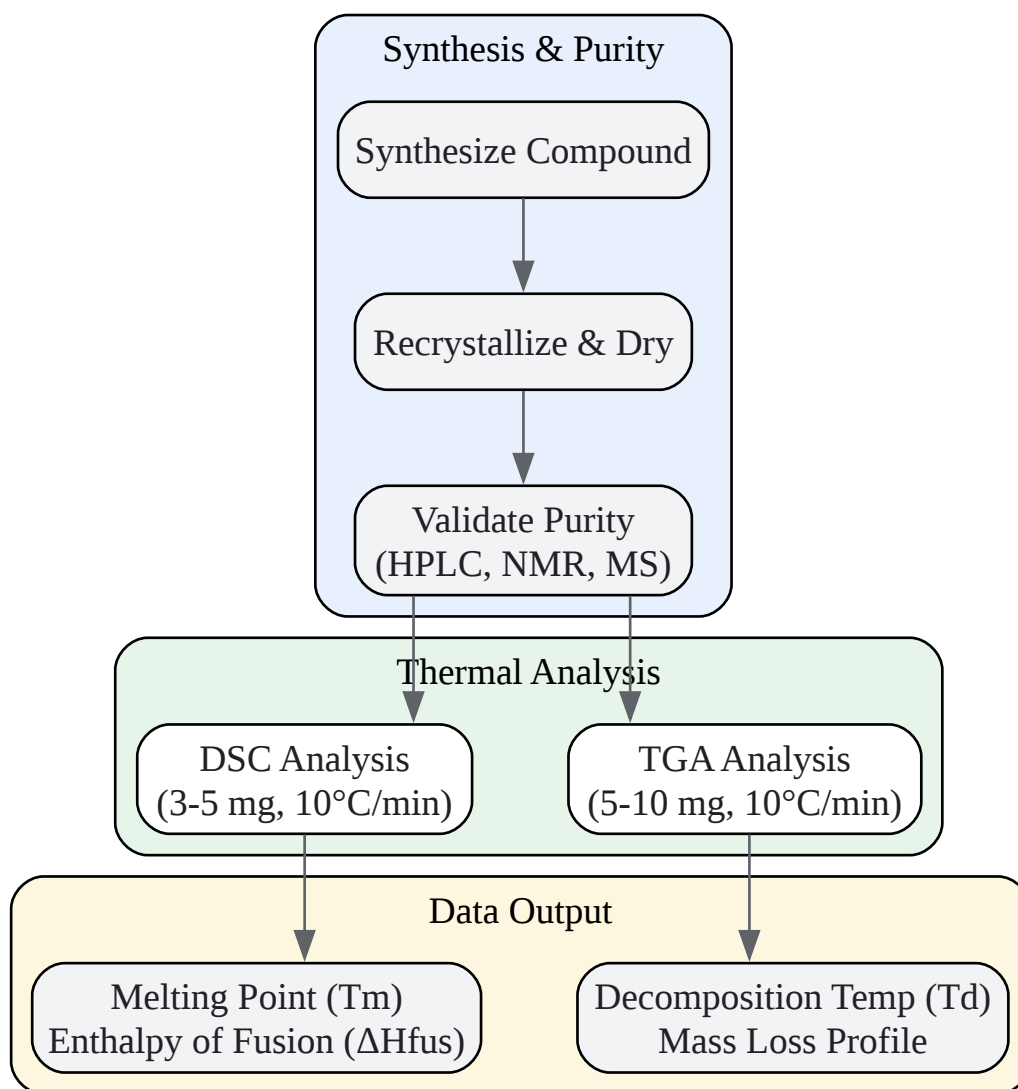 Synthesis & Purity
Synthesize Compound
Recrystallize & Dry
Validate Purity
(HPLC, NMR, MS)
Thermal Analysis
DSC Analysis
(3-5 mg, 10°C/min)
TGA Analysis
(5-10 mg, 10°C/min)
Data Output
Melting Point (Tm)
Enthalpy of Fusion (ΔHfus)
Decomposition Temp (Td)
Mass Loss Profile